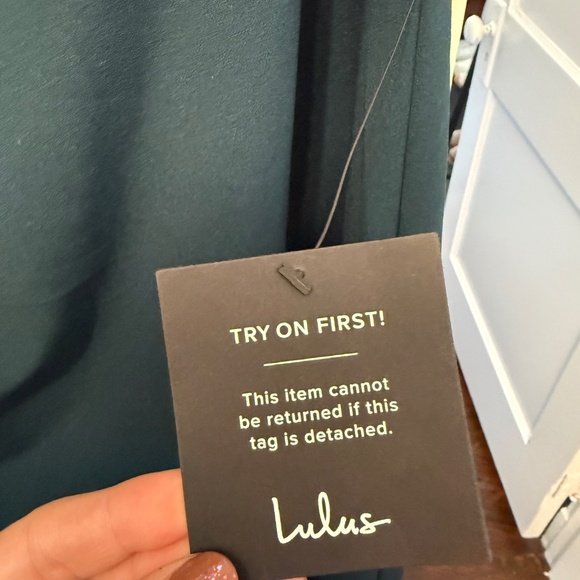 TRY ON FIRST!
This item cannot
be returned if this
tag is detached.
Lulus